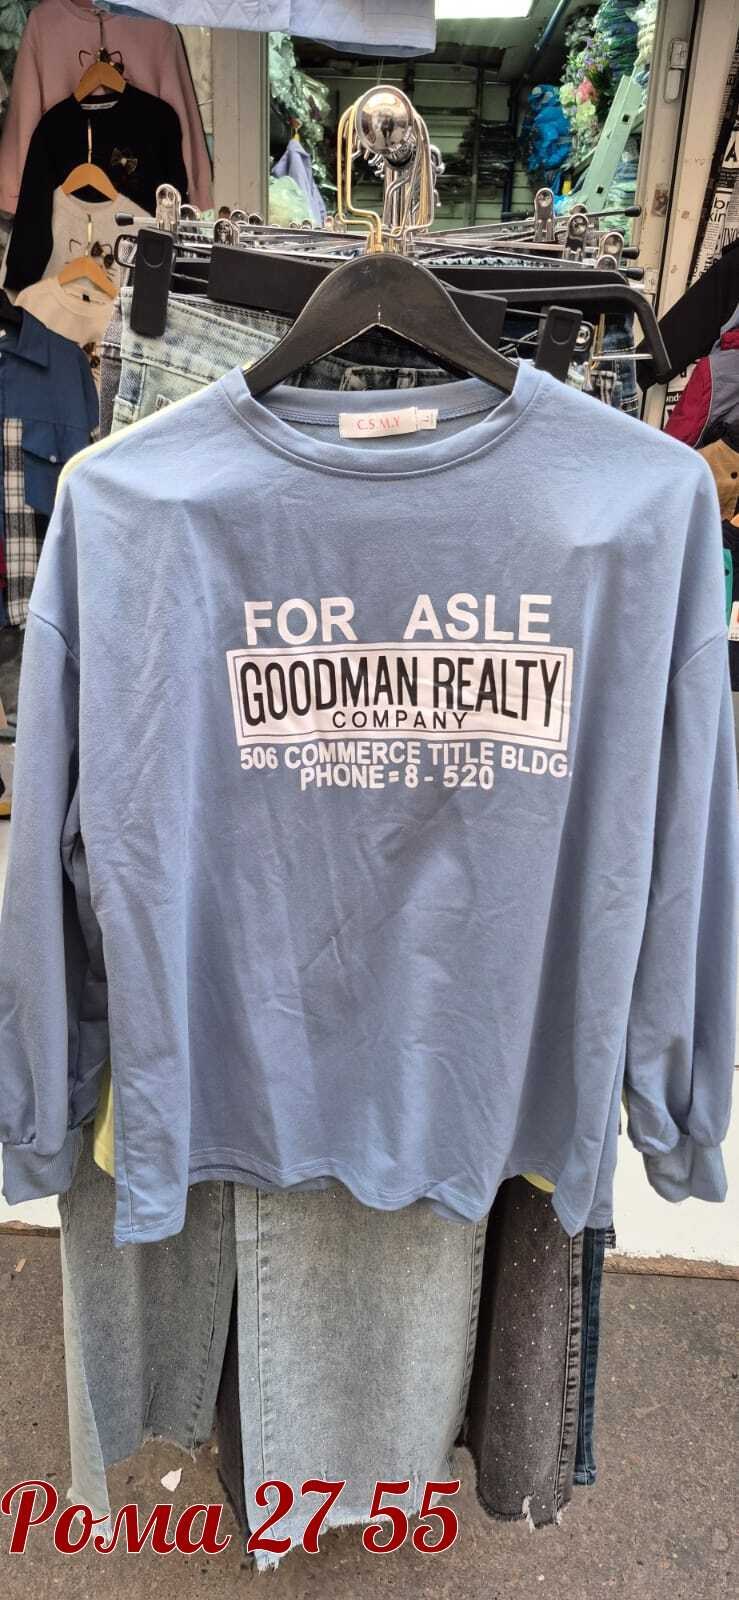 C.S.M.Y
FOR ASLE
GOODMAN REALTY
COMPANY
506 COMMERCE TITLE BLDG.
PHONE=8-520
Рома 27 55